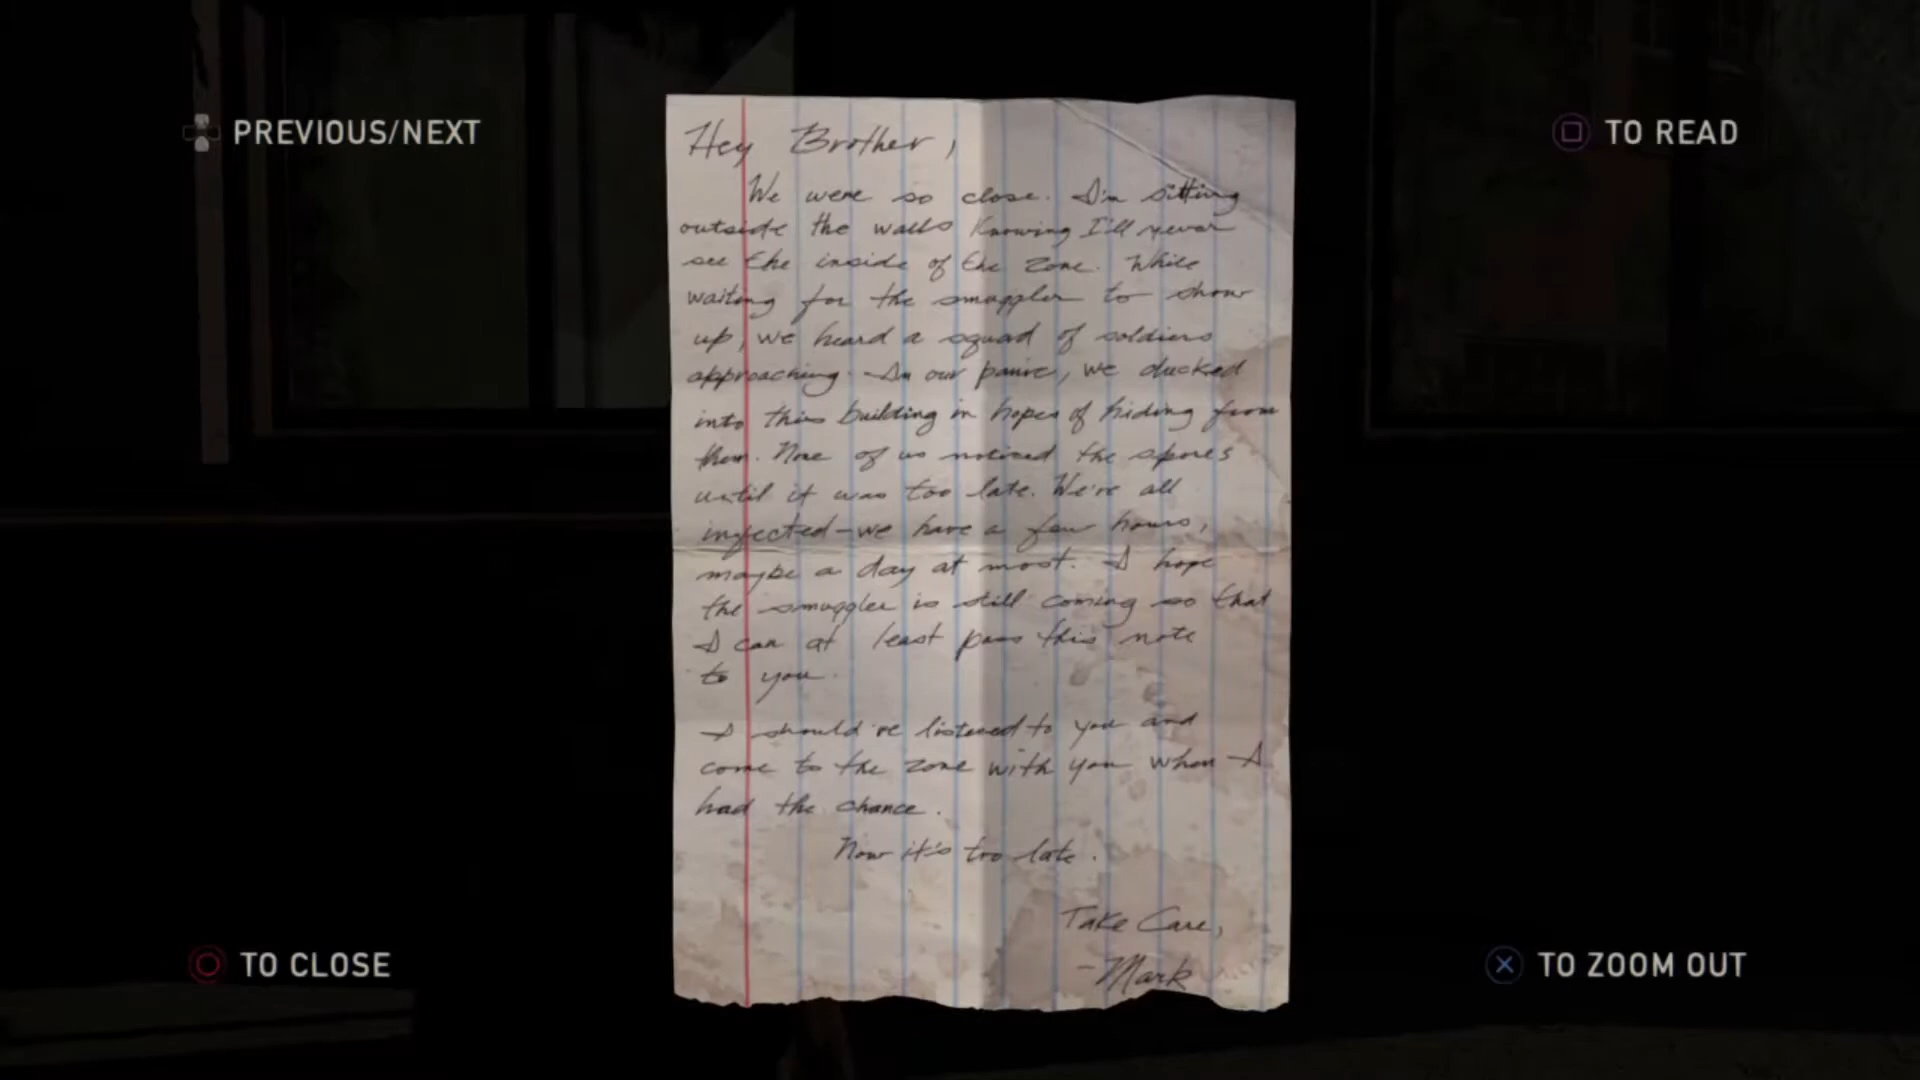 PREVIOUS/NEXT
TO READ
Hey Brother,
We were so close. I'm sitting
outside the walls knowing I'll never
see the inside of the zone. While
waiting for the smuggler to show
up, we heard a squad of soldiers
approaching. In our panic, we ducked
into this building in hopes of hiding from
them. None of us noticed the spores
until it was too late. We're all
infected-we have a few hours,
maybe a day at most. I hope
the smuggler is still coming so that
I can at least pass this note
to you.
I should've listened to you and
come to the zone with you when I
had the chance.
Now it's too late.
Take Care,
-Mark
TO CLOSE
TO ZOOM OUT